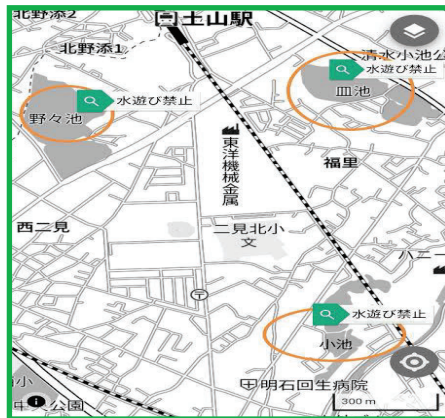 土山駅
北野添2
北野添1
清水小池公
水遊び禁止
皿池
水遊び禁止
野々池
東洋機械金属
福里
西二見
二見北小
文
ハニー
水遊び禁止
小池
明石回生病院
南小
中
公園
300 m